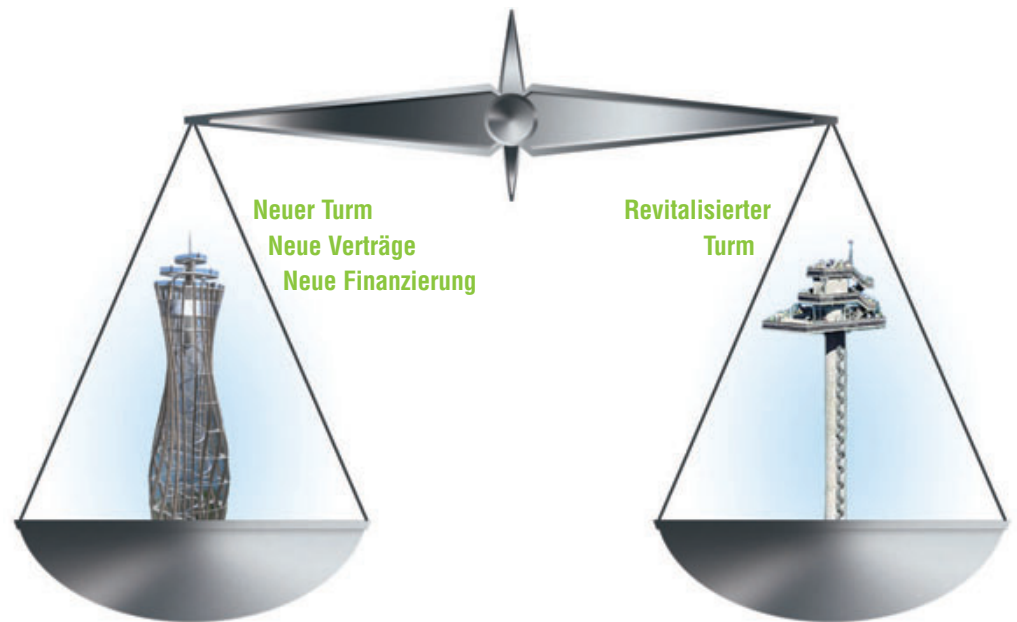 Neuer Turm
Neue Verträge
Neue Finanzierung
Revitalisierter
Turm